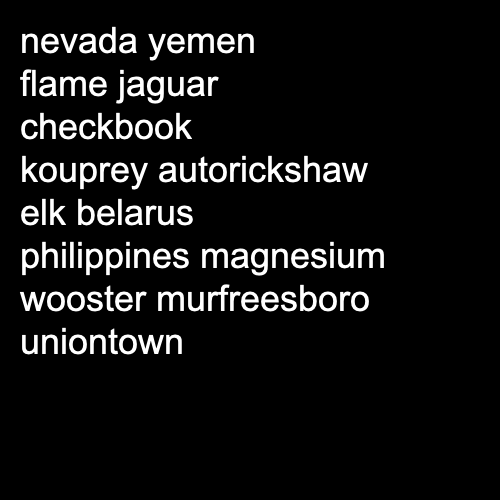 nevada yemen
flame jaguar
checkbook
kouprey autorickshaw
elk belarus
philippines magnesium
wooster murfreesboro
uniontown